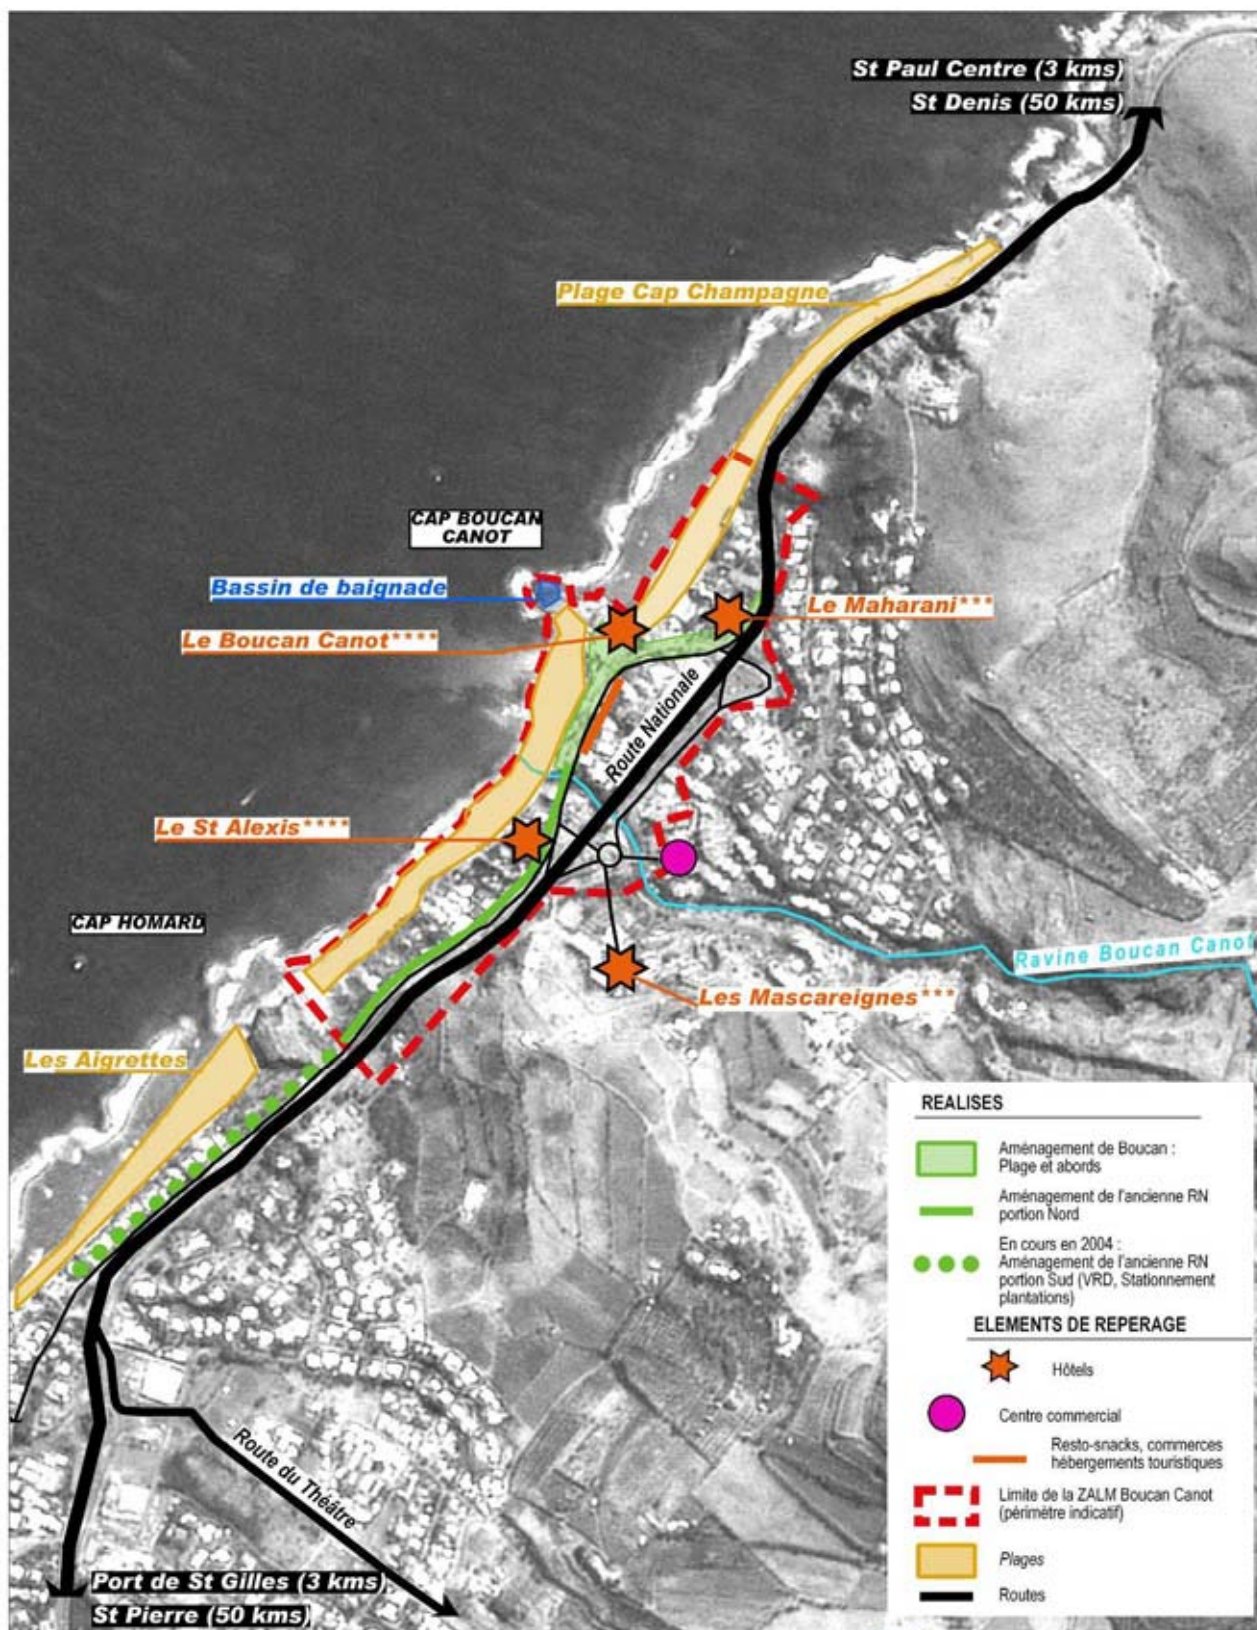 St Paul Centre (3 kms)
St Denis (50 kms)
Plage Cap Champagne
CAP BOUCAN
CANOT
Bassin de baignade
Le Maharani***
Le Boucan Canot****
Route Nationale
Le St Alexis****
CAP HOMARD
Ravine Boucan Canot
Les Mascareignes***
Les Aigrettes
REALISES
Aménagement de Boucan :
Plage et abords
Aménagement de l'ancienne RN
portion Nord
En cours en 2004 :
Aménagement de l'ancienne RN
portion Sud (VRD, Stationnement
plantations)
ELEMENTS DE REPERAGE
Hôtels
Centre commercial
Resto-snacks, commerces
hébergements touristiques
Limite de la ZALM Boucan Canot
(périmètre indicatif)
Plages
Routes
Route du Théâtre
Port de St Gilles (3 kms)
St Pierre (50 kms)